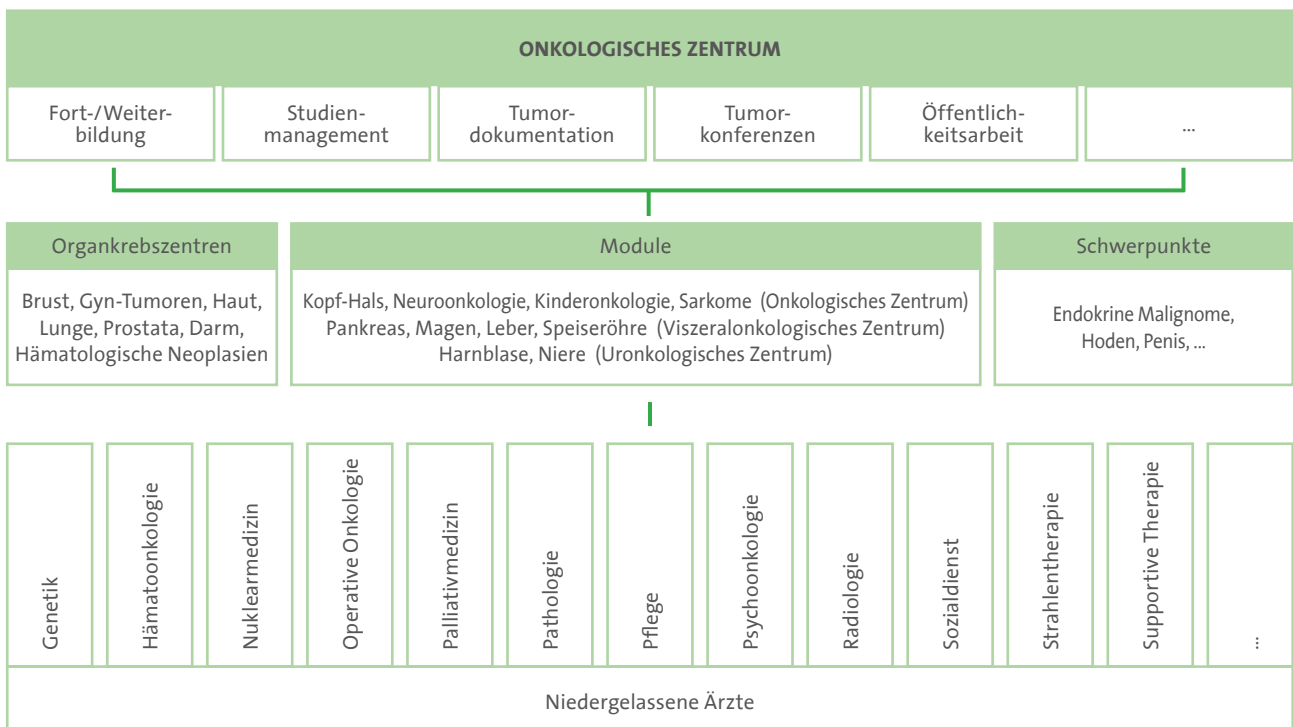 ONKOLOGISCHES ZENTRUM
Fort-/Weiter-
bildung
Studien-
management
Tumor-
dokumentation
Tumor-
konferenzen
Öffentlich-
keitsarbeit
...
Organkrebszentren
Brust, Gyn-Tumoren, Haut,
Lunge, Prostata, Darm,
Hämatologische Neoplasien
Module
Kopf-Hals, Neuroonkologie, Kinderonkologie, Sarkome (Onkologisches Zentrum)
Pankreas, Magen, Leber, Speiseröhre (Viszeralonkologisches Zentrum)
Harnblase, Niere (Uronkologisches Zentrum)
Schwerpunkte
Endokrine Malignome,
Hoden, Penis, ...
Genetik
Hämatoonkologie
Nuklearmedizin
Operative Onkologie
Palliativmedizin
Pathologie
Pflege
Psychoonkologie
Radiologie
Sozialdienst
Strahlentherapie
Supportive Therapie
...
Niedergelassene Ärzte